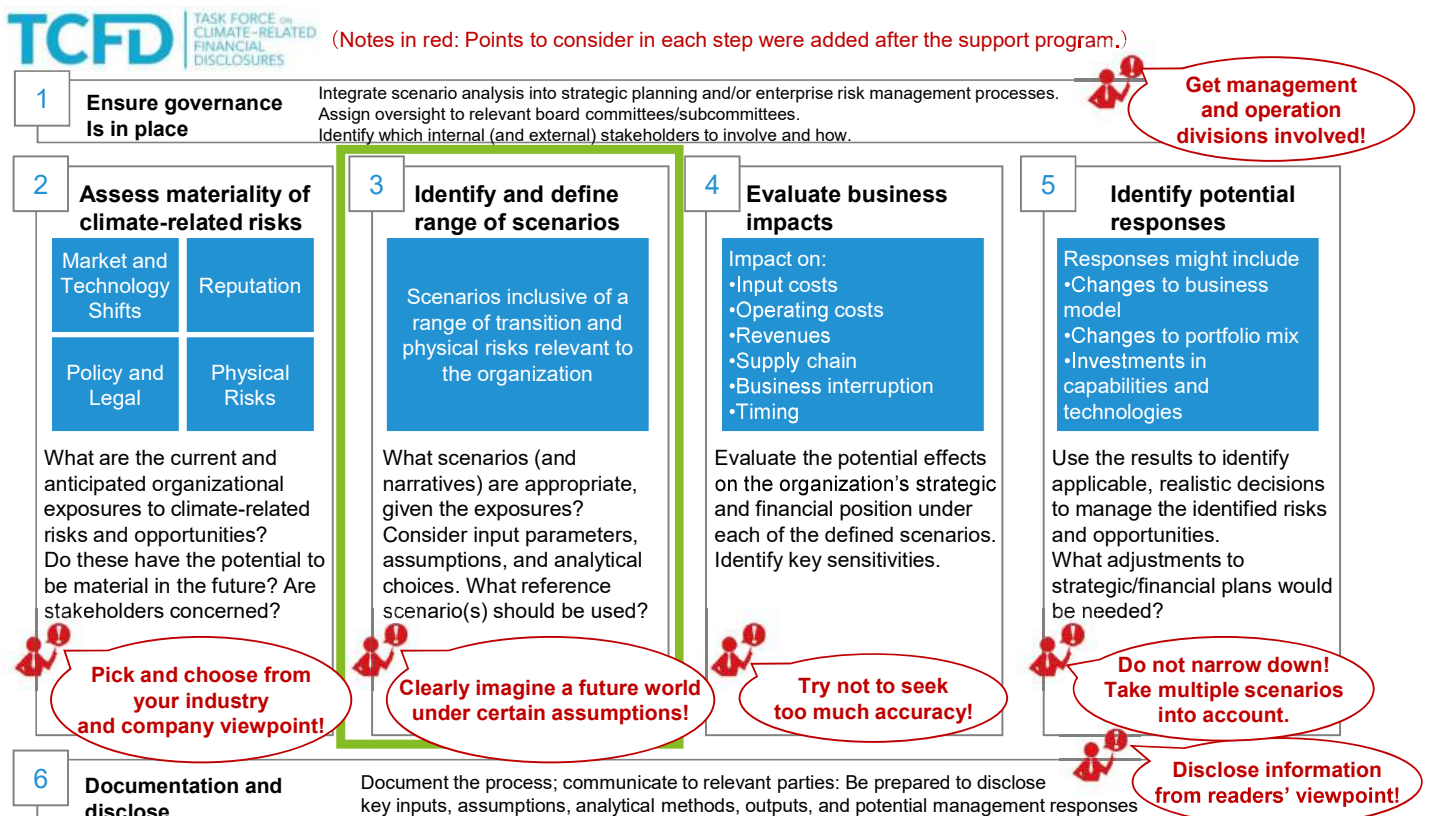 TCFD
TASK FORCE ON
CLIMATE-RELATED
FINANCIAL
DISCLOSURES
(Notes in red: Points to consider in each step were added after the support program.)
1
Ensure governance
Is in place
Integrate scenario analysis into strategic planning and/or enterprise risk management processes.
Assign oversight to relevant board committees/subcommittees.
Identify which internal (and external) stakeholders to involve and how.
Get management
and operation
divisions involved!
2
Assess materiality of
climate-related risks
Market and
Technology
Shifts
Reputation
Policy and
Legal
Physical
Risks
What are the current and
anticipated organizational
exposures to climate-related
risks and opportunities?
Do these have the potential to
be material in the future? Are
stakeholders concerned?
Pick and choose from
your industry
and company viewpoint!
3
Identify and define
range of scenarios
Scenarios inclusive of a
range of transition and
physical risks relevant to
the organization
What scenarios (and
narratives) are appropriate,
given the exposures?
Consider input parameters,
assumptions, and analytical
choices. What reference
scenario(s) should be used?
Clearly imagine a future world
under certain assumptions!
4
Evaluate business
impacts
Impact on:
•Input costs
•Operating costs
•Revenues
•Supply chain
•Business interruption
•Timing
Evaluate the potential effects
on the organization's strategic
and financial position under
each of the defined scenarios.
Identify key sensitivities.
Try not to seek
too much accuracy!
5
Identify potential
responses
Responses might include
•Changes to business
model
•Changes to portfolio mix
•Investments in
capabilities and
technologies
Use the results to identify
applicable, realistic decisions
to manage the identified risks
and opportunities.
What adjustments to
strategic/financial plans would
be needed?
Do not narrow down!
Take multiple scenarios
into account.
6
Documentation and
disclose
Document the process; communicate to relevant parties: Be prepared to disclose
key inputs, assumptions, analytical methods, outputs, and potential management responses
Disclose information
from readers' viewpoint!